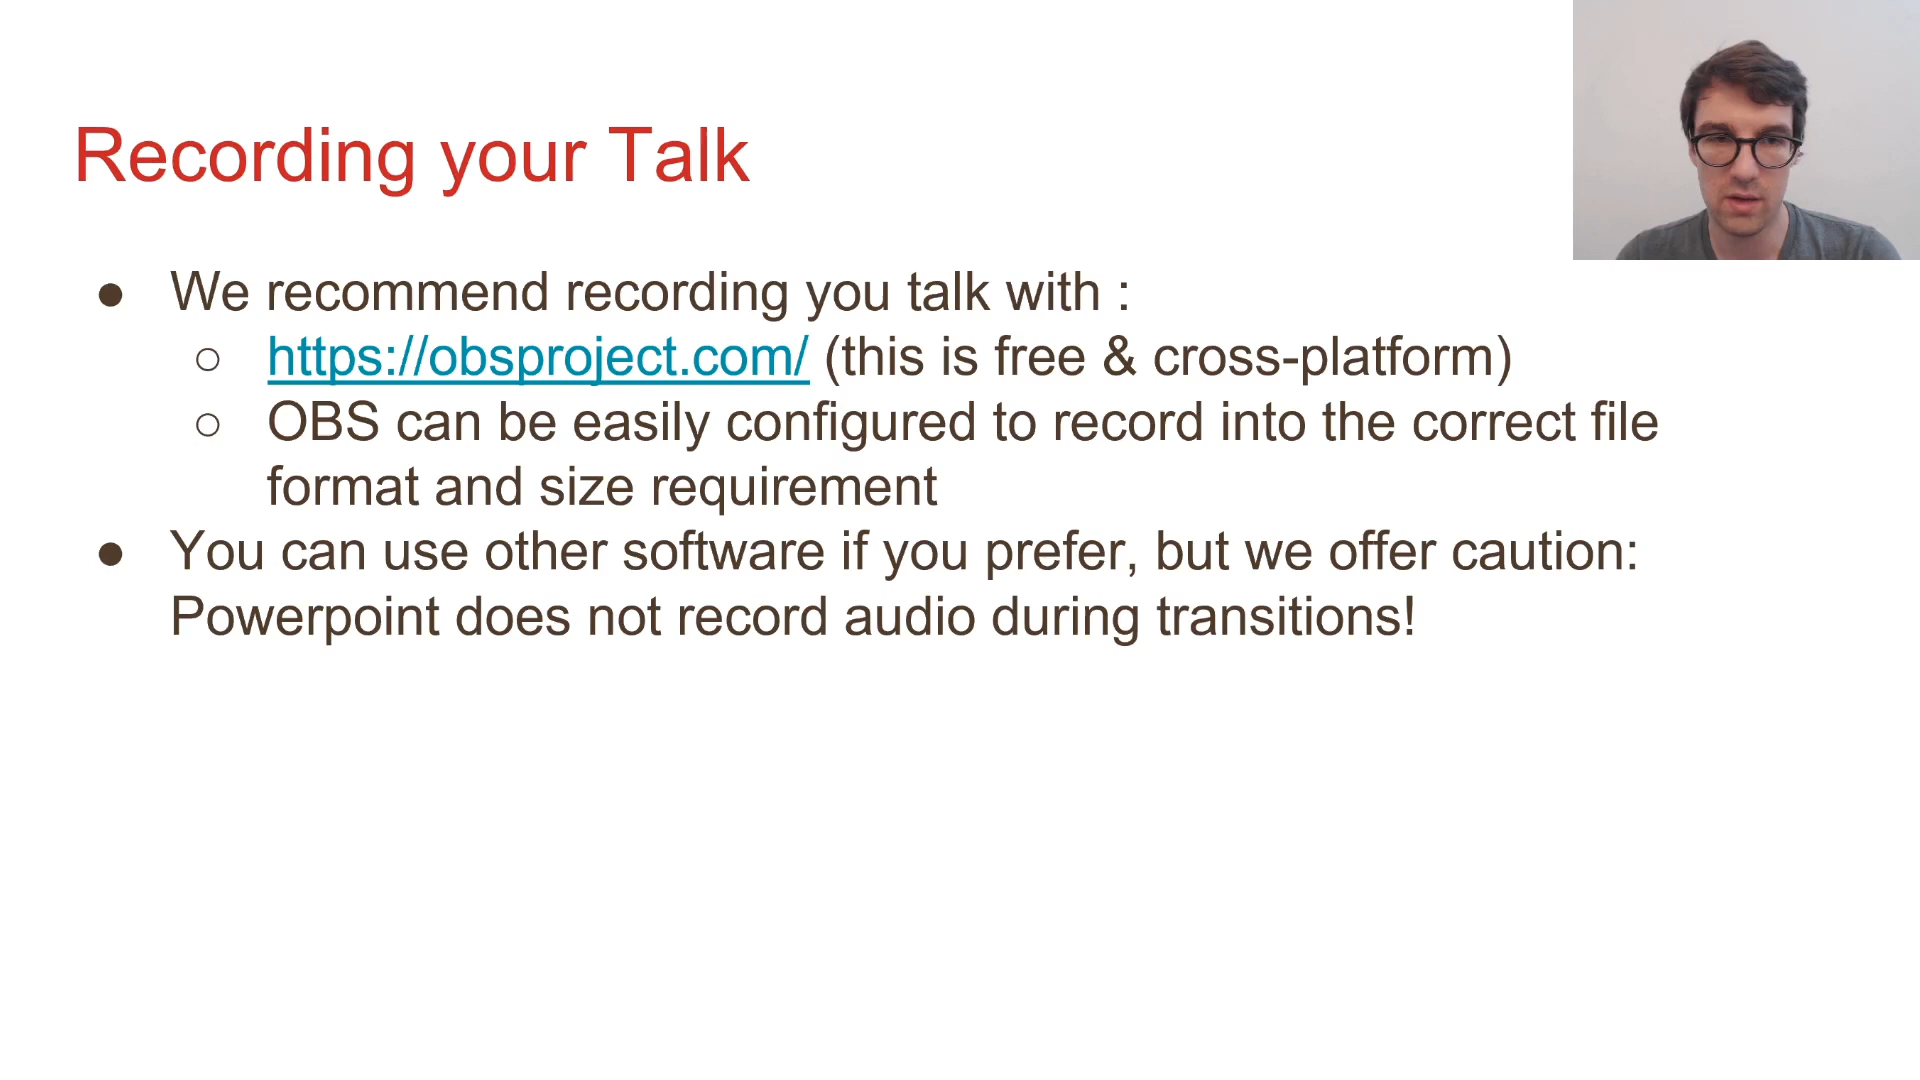 Recording your Talk
● We recommend recording you talk with :
○ https://obsproject.com/ (this is free & cross-platform)
○ OBS can be easily configured to record into the correct file
format and size requirement
● You can use other software if you prefer, but we offer caution:
Powerpoint does not record audio during transitions!